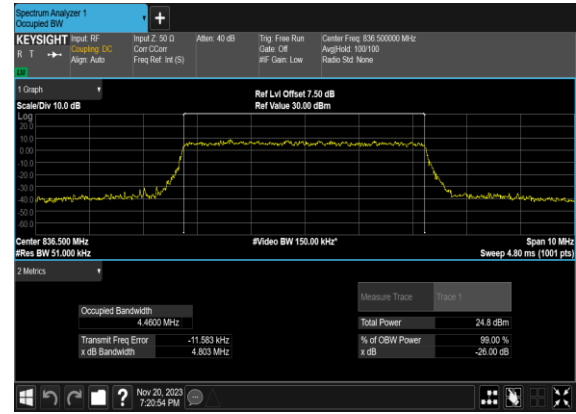 Spectrum Analyzer 1
Occupied BW
+
KEYSIGHT Input: RF Input Z: 50 Ω Atten: 40 dB Trig: Free Run Center Freq: 836.500000 MHz
R T Coupling: DC Corr CCorr Gate: Off Avg|Hold: 100/100
Align: Auto Freq Ref: Int (S) #IF Gain: Low Radio Std: None
LW
1 Graph
Ref Lvl Offset 7.50 dB
Scale/Div 10.0 dB Ref Value 30.00 dBm
Log
20.0
10.0
0.00
-10.0
-20.0
-30.0
-40.0
-50.0
-60.0
Center 836.500 MHz #Video BW 150.00 kHz* Span 10 MHz
#Res BW 51.000 kHz Sweep 4.80 ms (1001 pts)
2 Metrics
Measure Trace Trace 1
Occupied Bandwidth
4.4600 MHz Total Power 24.8 dBm
Transmit Freq Error -11.583 kHz % of OBW Power 99.00 %
x dB Bandwidth 4.803 MHz x dB -26.00 dB
? Nov 20, 2023
7:20:54 PM